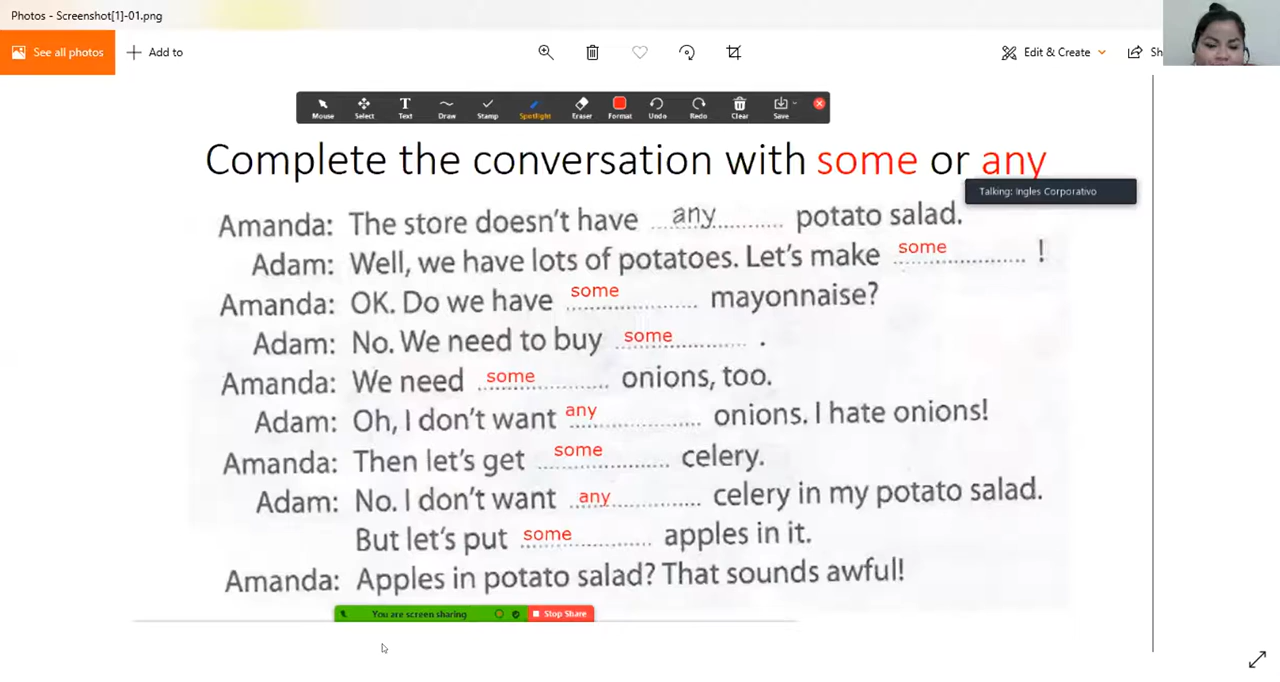 Photos - Screenshot[1]-01.png
See all photos
Add to
Edit & Create
Sh
Mouse Select Text Draw Stamp Spotlight Eraser Format Undo Redo Clear Save
Complete the conversation with some or any
Talking: Ingles Corporativo
Amanda: The store doesn't have any potato salad.
Adam: Well, we have lots of potatoes. Let's make some !
Amanda: OK. Do we have some mayonnaise?
Adam: No. We need to buy some .
Amanda: We need some onions, too.
Adam: Oh, I don't want any onions. I hate onions!
Amanda: Then let's get some celery.
Adam: No. I don't want any celery in my potato salad.
But let's put some apples in it.
Amanda: Apples in potato salad? That sounds awful!
You are screen sharing Stop Share